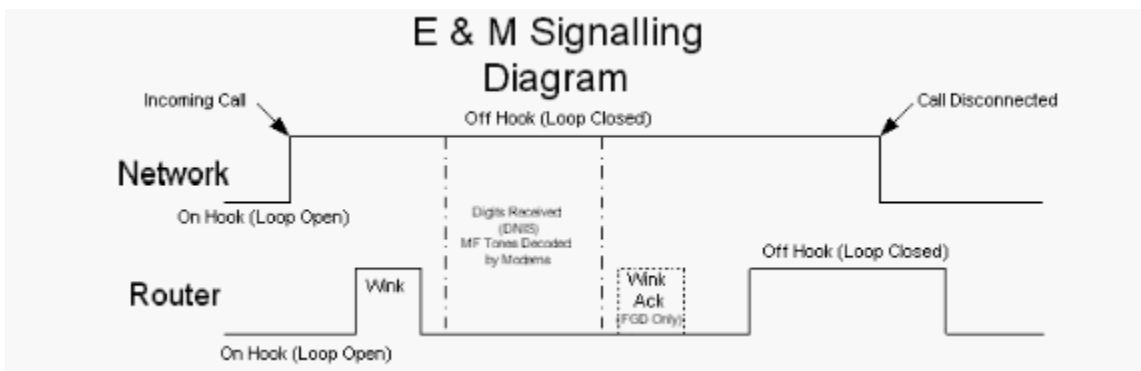 E & M Signalling
Diagram
Incoming Call
Call Disconnected
Off Hook (Loop Closed)
Network
On Hook (Loop Open)
Digits Received
(DNIS)
MF Tones Decoded
by Modems
Off Hook (Loop Closed)
Router
Wink
Wink
Ack
(FGD Only)
On Hook (Loop Open)